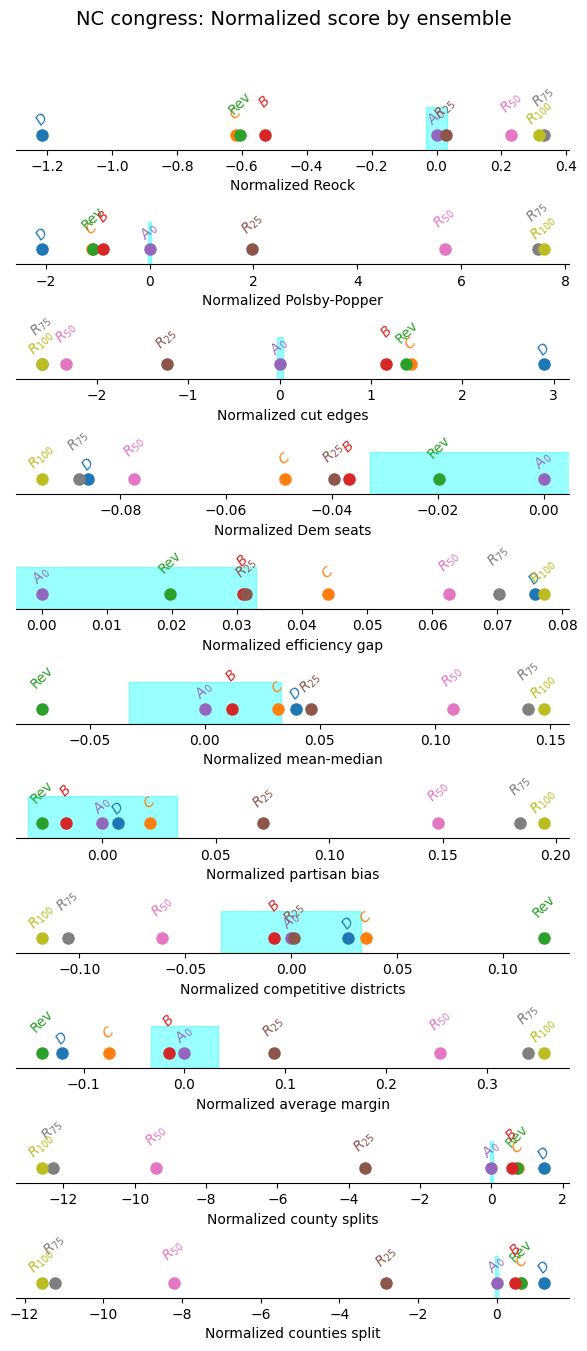 NC congress: Normalized score by ensemble
D C Rev B A0 R25 R50 R100 R75
−1.2 −1.0 −0.8 −0.6 −0.4 −0.2 0.0 0.2 0.4
Normalized Reock
D C Rev B A0 R25 R50 R75 R100
−2 0 2 4 6 8
Normalized Polsby-Popper
R75 R100 R50 R25 A0 B Rev C D
−2 −1 0 1 2 3
Normalized cut edges
R100 R75 D R50 C R25 B Rev A0
−0.08 −0.06 −0.04 −0.02 0.00
Normalized Dem seats
A0 Rev B R25 C R50 R75 D R100
0.00 0.01 0.02 0.03 0.04 0.05 0.06 0.07 0.08
Normalized efficiency gap
Rev A0 B C D R25 R50 R75 R100
−0.05 0.00 0.05 0.10 0.15
Normalized mean-median
Rev B A0 D C R25 R50 R75 R100
0.00 0.05 0.10 0.15 0.20
Normalized partisan bias
R100 R75 R50 B A0 R25 D C Rev
−0.10 −0.05 0.00 0.05 0.10
Normalized competitive districts
Rev D C B A0 R25 R50 R75 R100
−0.1 0.0 0.1 0.2 0.3
Normalized average margin
R100 R75 R50 R25 A0 B C Rev D
−12 −10 −8 −6 −4 −2 0 2
Normalized county splits
R100 R75 R50 R25 A0 B C Rev D
−12 −10 −8 −6 −4 −2 0
Normalized counties split